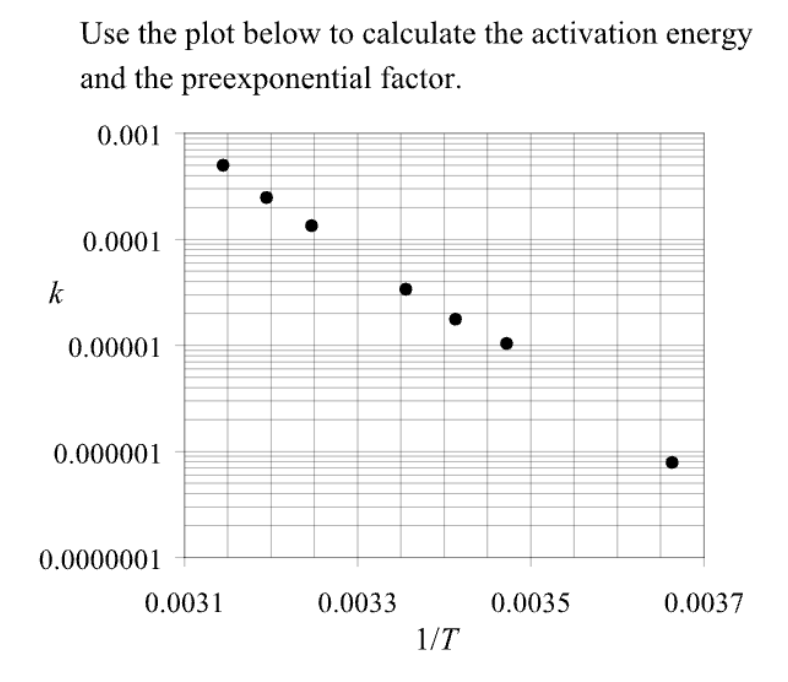 Use the plot below to calculate the activation energy
and the preexponential factor.
0.001
0.0001
k
0.00001
0.000001
0.0000001
0.0031 0.0033 0.0035 0.0037
1/T